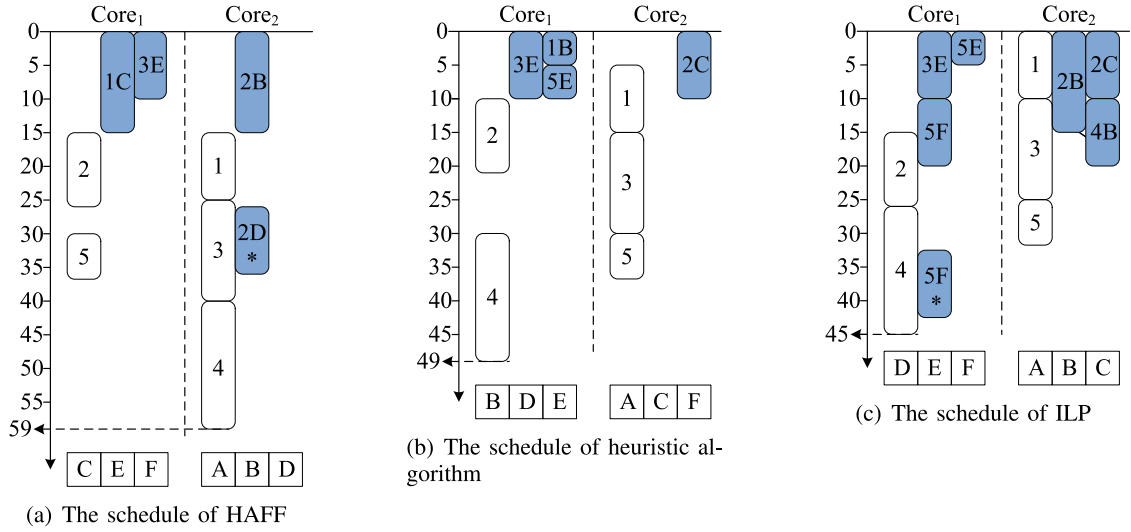 Core₁ Core₂
0
5
10
15
20
25
30
35
40
45
50
55
59
1C
3E
2B
2
1
5
3
2D
*
4
C E F A B D
(a) The schedule of HAFF
Core₁ Core₂
0
5
10
15
20
25
30
35
40
45
49
3E
1B
5E
2C
2
1
3
4
5
B D E A C F
(b) The schedule of heuristic al-
gorithm
Core₁ Core₂
0
5
10
15
20
25
30
35
40
45
3E
5E
1
2B
2C
5F
4B
2
3
4
5
5F
*
D E F A B C
(c) The schedule of ILP